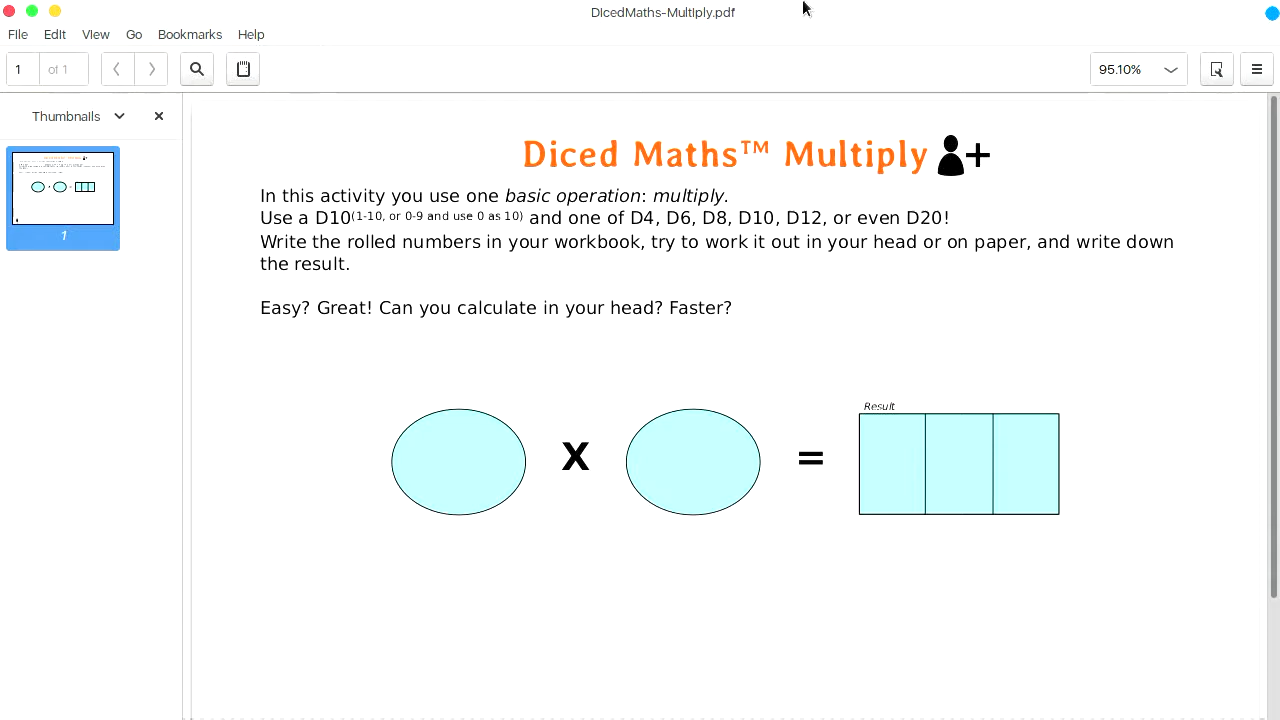 DicedMaths-Multiply.pdf
File Edit View Go Bookmarks Help
1 of 1 95.10%
Thumbnails
1
Diced Maths™ Multiply
In this activity you use one basic operation: multiply.
Use a D10(1-10, or 0-9 and use 0 as 10) and one of D4, D6, D8, D10, D12, or even D20!
Write the rolled numbers in your workbook, try to work it out in your head or on paper, and write down
the result.
Easy? Great! Can you calculate in your head? Faster?
Result
X =